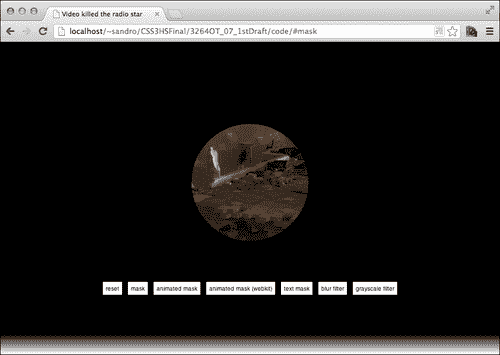 Video killed the radio star
localhost/~sandro/CSS3HSFinal/3264OT_07_1stDraft/code/#mask
reset mask animated mask animated mask (webkit) text mask blur filter grayscale filter